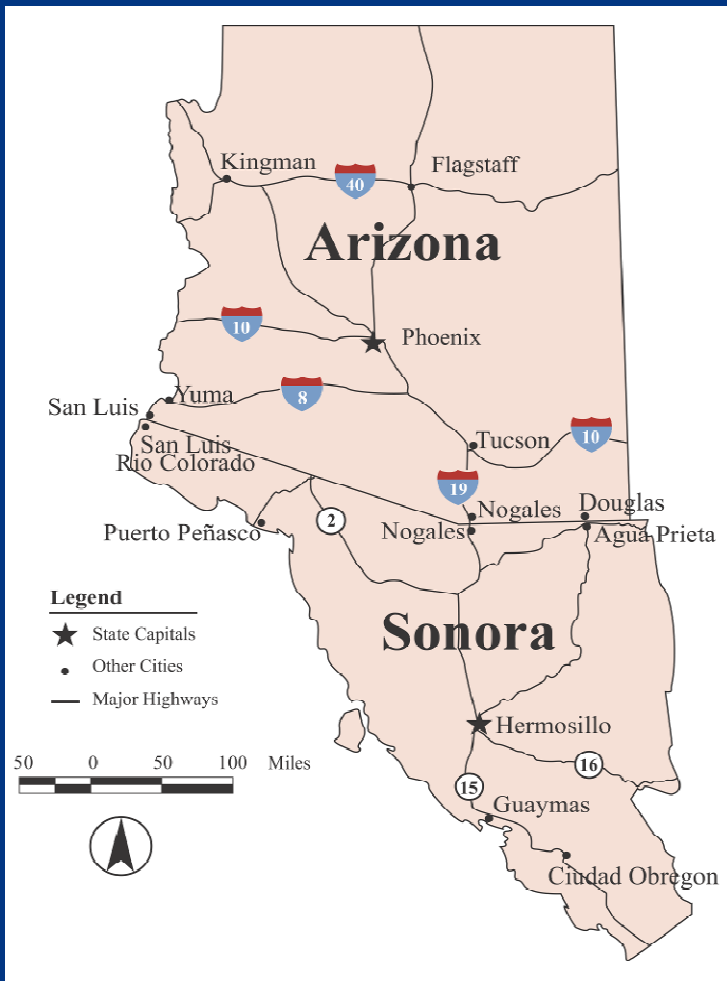 Kingman
40
Flagstaff
Arizona
10
Phoenix
Yuma
8
San Luis
San Luis
Rio Colorado
Tucson
10
19
Nogales
Douglas
Nogales
Agua Prieta
2
Puerto Peñasco
Legend
State Capitals
Other Cities
Major Highways
Sonora
Hermosillo
50 0 50 100 Miles
16
15
Guaymas
Ciudad Obregon